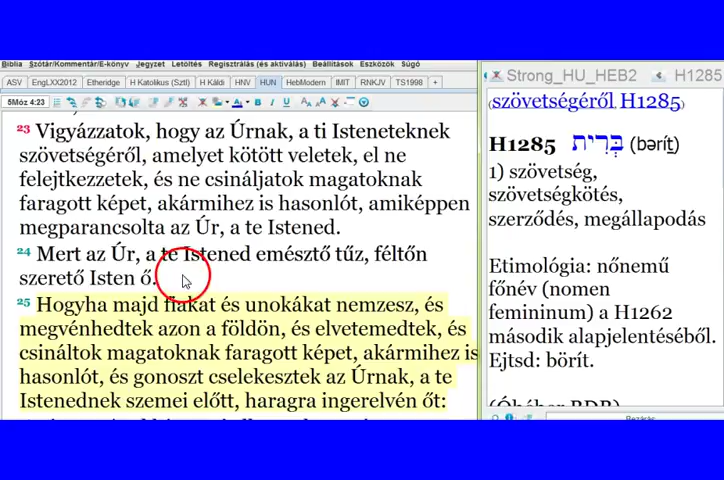 Biblia Szótár/Kommentár/E-könyv Jegyzet Letöltés Regisztrálás (és aktiválás) Beállítások Eszközök Súgó
ASV EngLXX2012 Etheridge H Katolikus (SztI) H Káldi HNV HUN HebModern IMIT RNKJV TS1998 +
5Móz 4:23
23 Vigyázzatok, hogy az Úrnak, a ti Isteneteknek
szövetségéről, amelyet kötött veletek, el ne
felejtkezzetek, és ne csináljatok magatoknak
faragott képet, akármihez is hasonlót, amiképpen
megparancsolta az Úr, a te Istened.
24 Mert az Úr, a te Istened emésztő tűz, féltőn
szerető Isten ő.
25 Hogyha majd fiakat és unokákat nemzesz, és
megvénhedtek azon a földön, és elvetemedtek, és
csináltok magatoknak faragott képet, akármihez is
hasonlót, és gonoszt cselekesztek az Úrnak, a te
Istenednek szemei előtt, haragra ingerelvén őt:
Strong_HU_HEB2 H1285
(szövetségéről H1285)
H1285 בְּרִית (bərít)
1) szövetség,
szövetségkötés,
szerződés, megállapodás
Etimológia: nőnemű
főnév (nomen
femininum) a H1262
második alapjelentéséből.
Ejtsd: börít.
(Óhébar BDB)
Bezárás